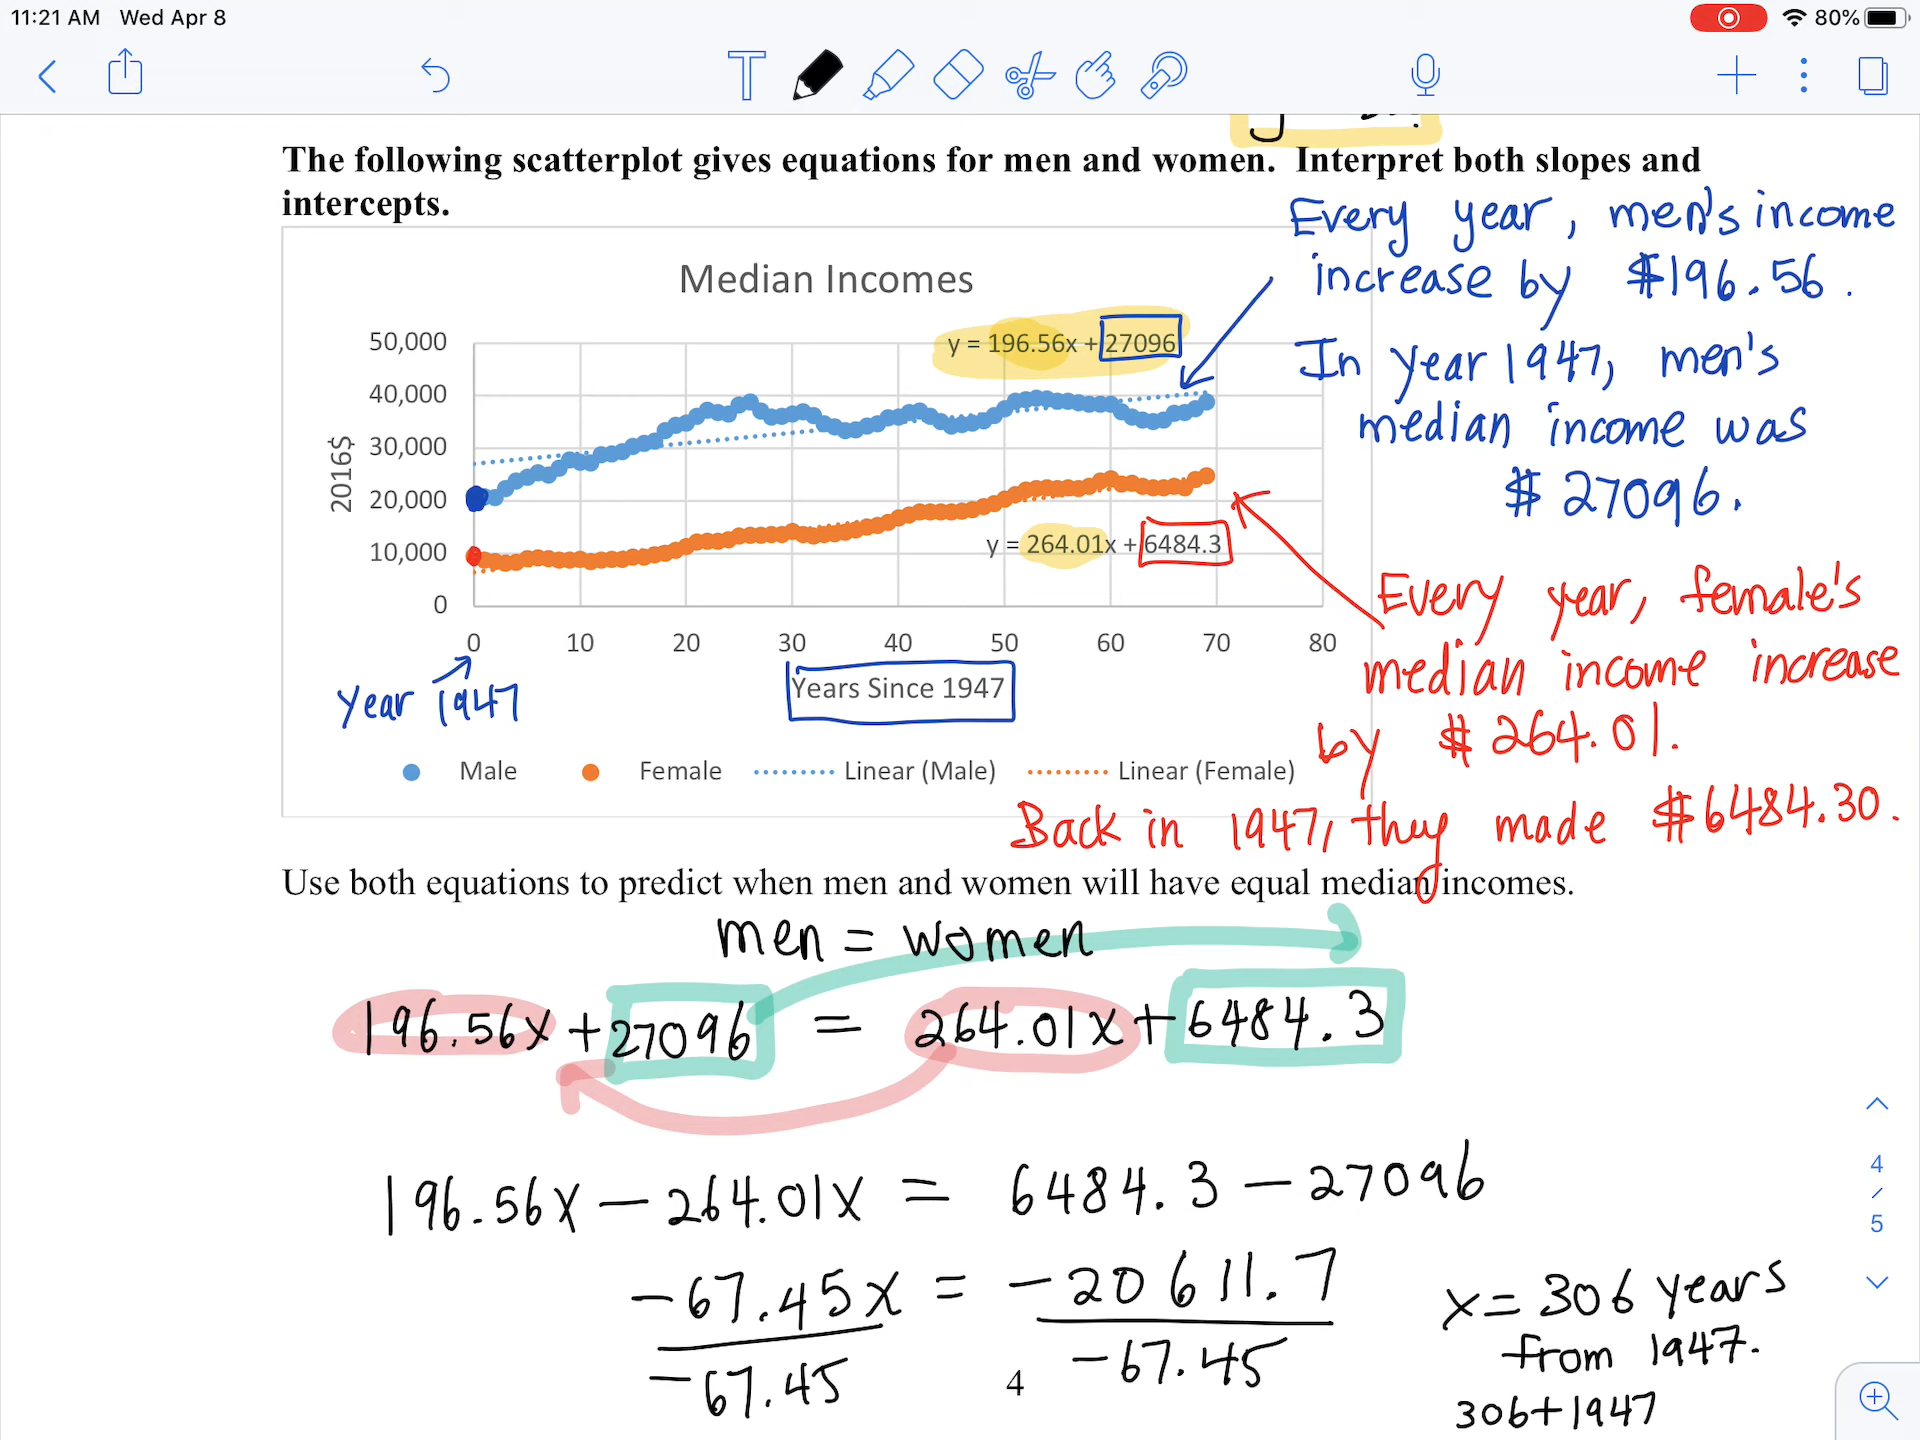 11:21 AM Wed Apr 8
80%
T
The following scatterplot gives equations for men and women. Interpret both slopes and
intercepts.
Every year, men's income
increase by $196.56.
In year 1947, men's
median income was
$27096.
Median Incomes
y = 196.56x + 27096
50,000
40,000
30,000
20,000
10,000
0
2016$
y = 264.01x + 6484.3
0 10 20 30 40 50 60 70 80
Year 1947
Years Since 1947
Male Female Linear (Male) Linear (Female)
Every year, female's
median income increase
by $264.01.
Back in 1947, they made $6484.30.
Use both equations to predict when men and women will have equal median incomes.
men = women
196.56x + 27096 = 264.01x + 6484.3
196.56x - 264.01x = 6484.3 - 27096
-67.45x = -20611.7
-67.45 -67.45
x = 306 years
from 1947.
306+1947
4
4
/
5